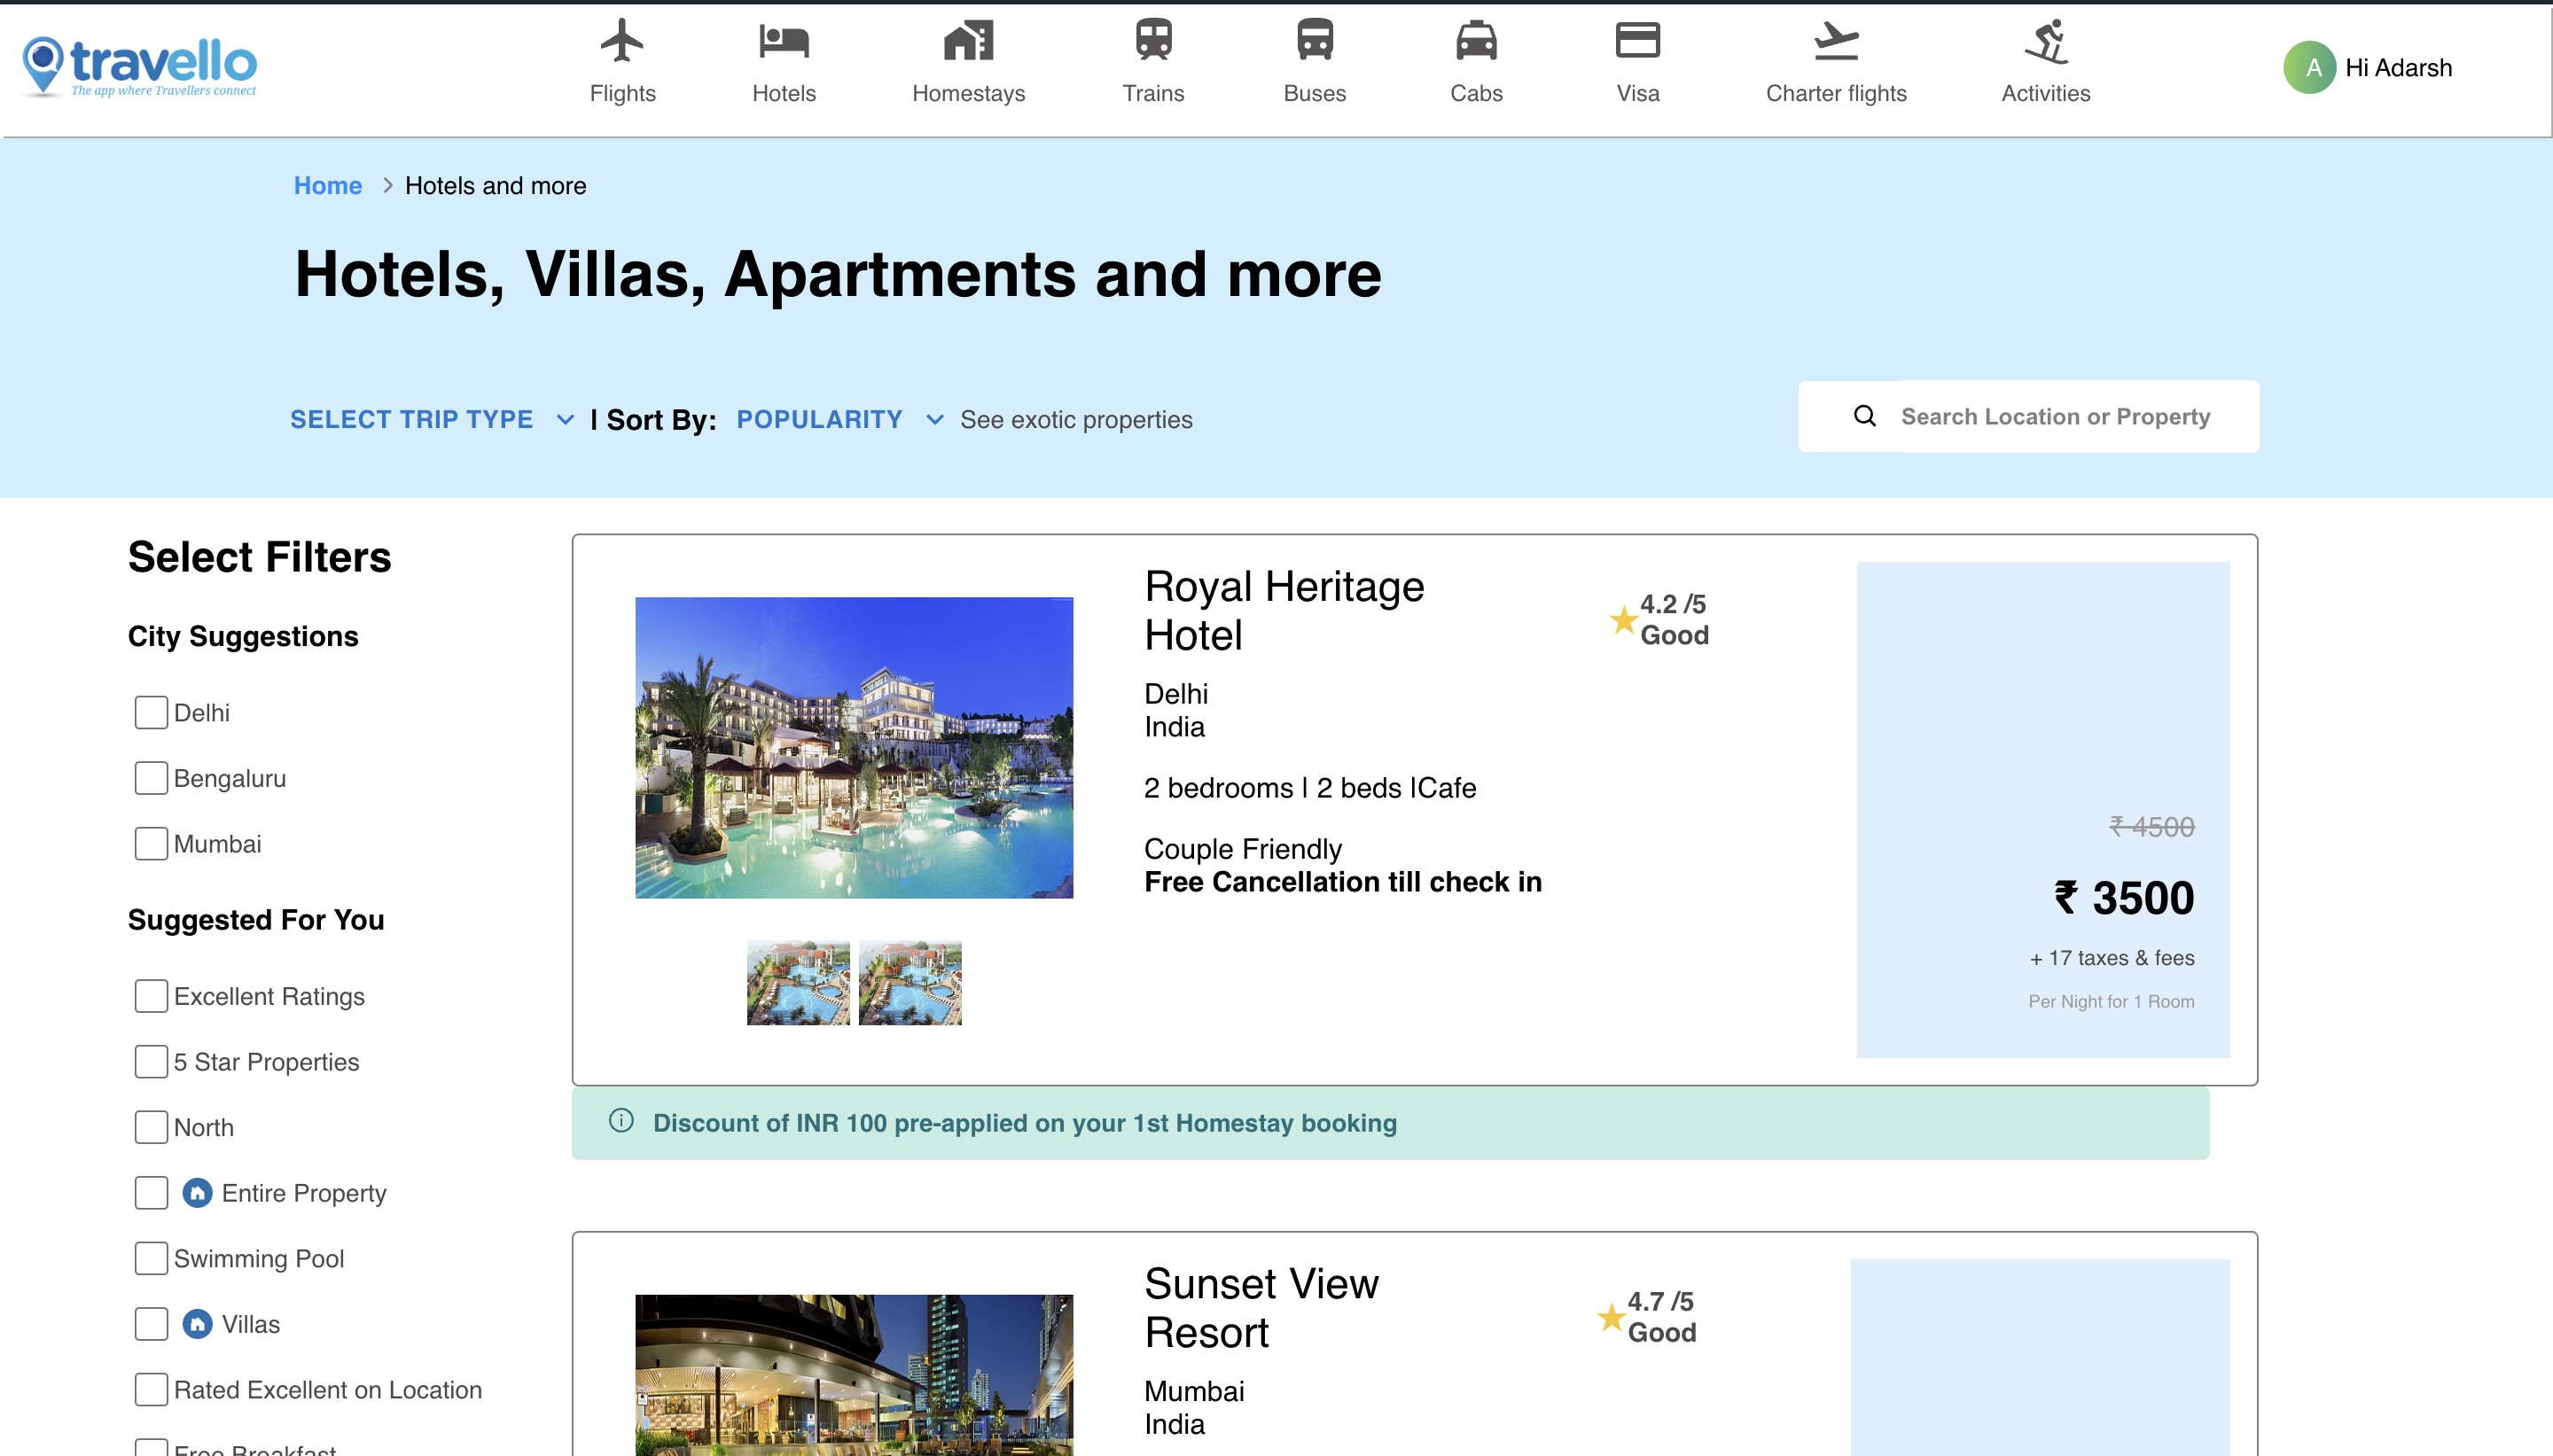 travello
The app where Travellers connect
Flights
Hotels
Homestays
Trains
Buses
Cabs
Visa
Charter flights
Activities
A
Hi Adarsh
Home > Hotels and more
Hotels, Villas, Apartments and more
SELECT TRIP TYPE | Sort By: POPULARITY See exotic properties
Search Location or Property
Select Filters
City Suggestions
Delhi
Bengaluru
Mumbai
Suggested For You
Excellent Ratings
5 Star Properties
North
Entire Property
Swimming Pool
Villas
Rated Excellent on Location
Free Breakfast
Royal Heritage
Hotel
4.2 /5
Good
Delhi
India
2 bedrooms | 2 beds |Cafe
Couple Friendly
Free Cancellation till check in
₹ 4500
₹ 3500
+ 17 taxes & fees
Per Night for 1 Room
Discount of INR 100 pre-applied on your 1st Homestay booking
Sunset View
Resort
4.7 /5
Good
Mumbai
India